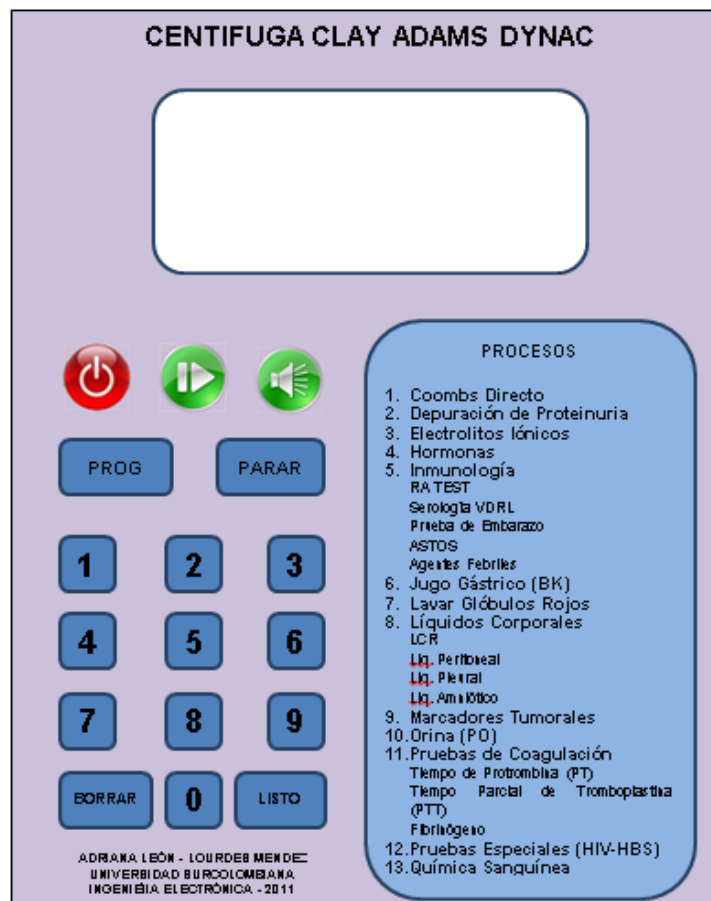 CENTIFUGA CLAY ADAMS DYNAC
PROG
PARAR
1
2
3
4
5
6
7
8
9
BORRAR
0
LISTO
ADRIANA LEÓN - LOURDES MENDEZ
UNIVERSIDAD SURCOLOMBIANA
INGENIERIA ELECTRÓNICA - 2011
PROCESOS
1. Coombs Directo
2. Depuración de Proteinuria
3. Electrolitos Iónicos
4. Hormonas
5. Inmunología
RA TEST
Serología VDRL
Prueba de Embarazo
ASTOS
Agentes Febriles
6. Jugo Gástrico (BK)
7. Lavar Glóbulos Rojos
8. Líquidos Corporales
LCR
Liq. Peritoneal
Liq. Pleural
Liq. Amniótico
9. Marcadores Tumorales
10. Orina (PO)
11. Pruebas de Coagulación
Tiempo de Protrombina (PT)
Tiempo Parcial de Tromboplastina
(PTT)
Fibrinógeno
12. Pruebas Especiales (HIV-HBS)
13. Química Sanguínea